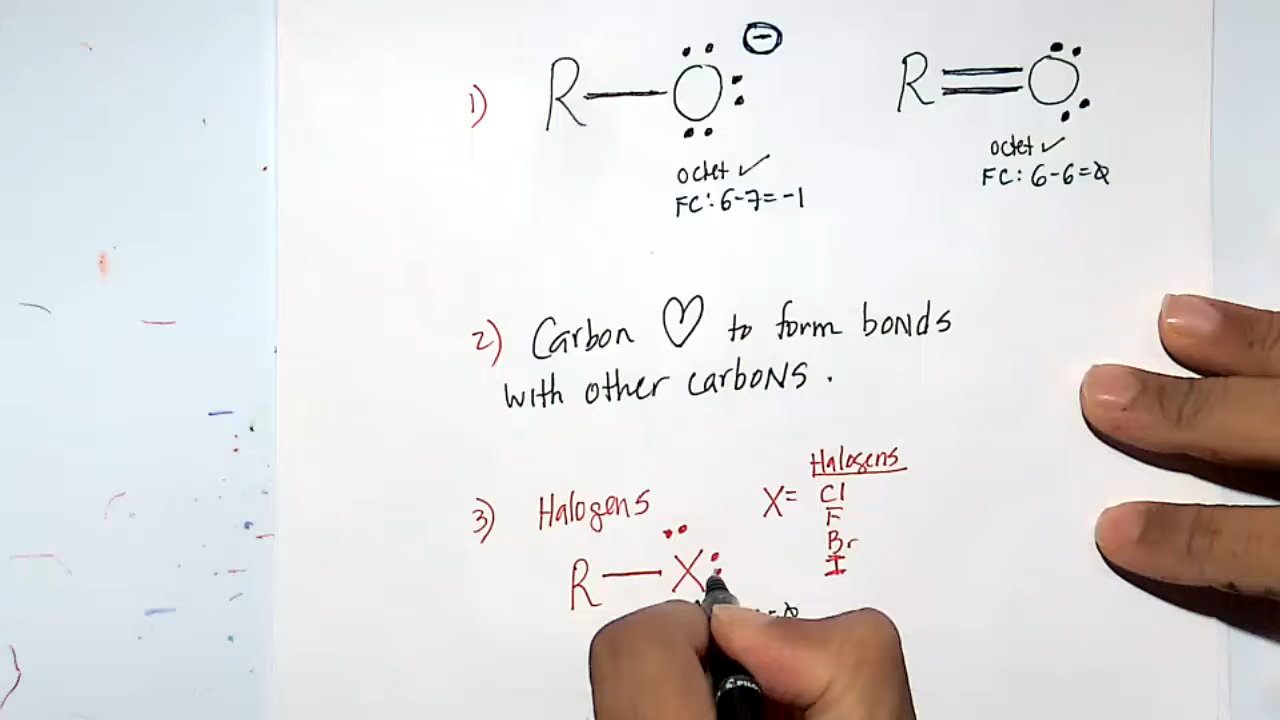 1) R — O: ⊖ R = O
octet ✓
FC: 6-7=-1
octet ✓
FC: 6-6=0
2) Carbon ♡ to form bonds
with other carbons.
3) Halogens
R — X:
X=
Halogens
Cl
F
Br
I